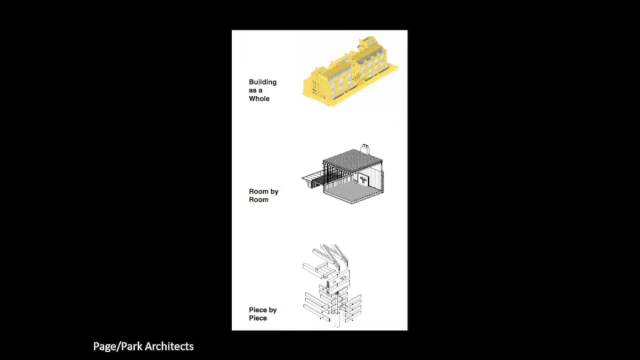 Building
as a
Whole
Room by
Room
Piece by
Piece
Page/Park Architects